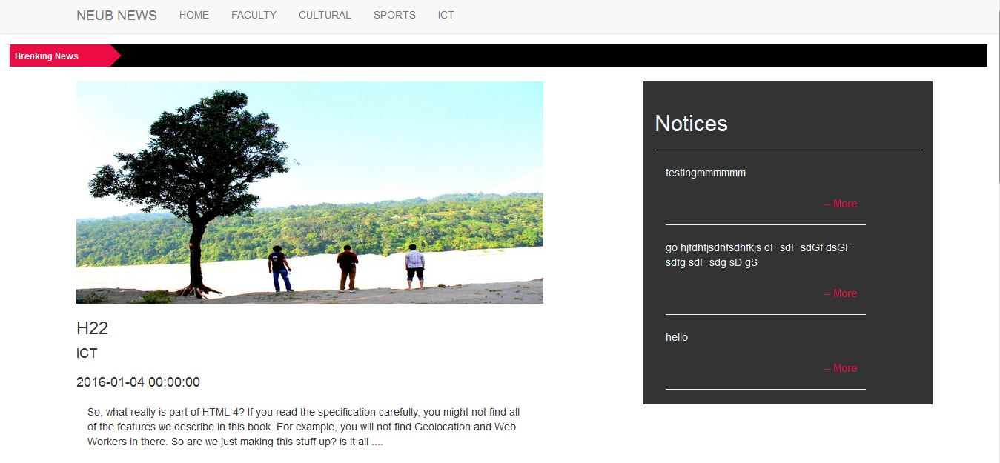 NEUB NEWS HOME FACULTY CULTURAL SPORTS ICT
Breaking News
H22
ICT
2016-01-04 00:00:00
So, what really is part of HTML 4? If you read the specification carefully, you might not find all
of the features we describe in this book. For example, you will not find Geolocation and Web
Workers in there. So are we just making this stuff up? Is it all ....
Notices
testingmmmmmm
– More
go hjfdhfjsdhfsdhfkjs dF sdF sdGf dsGF
sdfg sdF sdg sD gS
– More
hello
– More